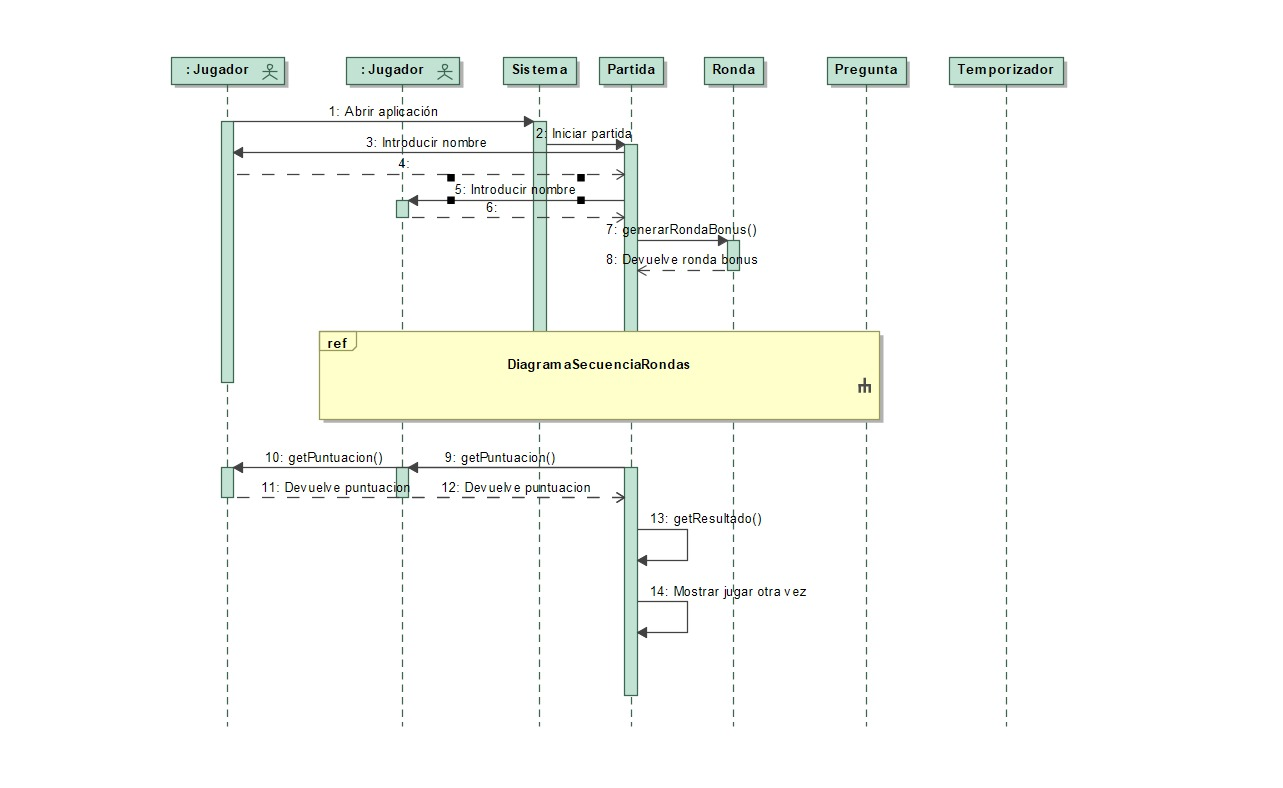 : Jugador
: Jugador
Sistema
Partida
Ronda
Pregunta
Temporizador
1: Abrir aplicación
2: Iniciar partida
3: Introducir nombre
4:
5: Introducir nombre
6:
7: generarRondaBonus()
8: Devuelve ronda bonus
ref
DiagramaSecuenciaRondas
10: getPuntuacion()
9: getPuntuacion()
11: Devuelve puntuacion
12: Devuelve puntuacion
13: getResultado()
14: Mostrar jugar otra vez